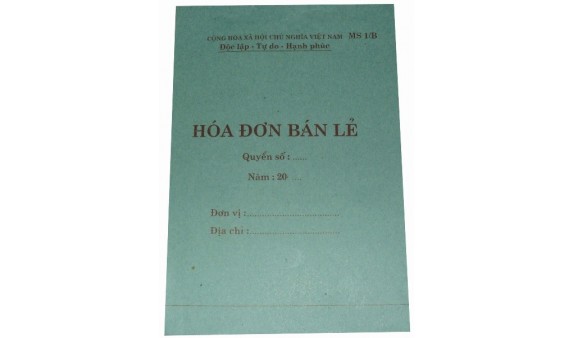 CỘNG HÒA XÃ HỘI CHỦ NGHĨA VIỆT NAM MS 1/B
Độc lập - Tự do - Hạnh phúc
HÓA ĐƠN BÁN LẺ
Quyển số : .....
Năm : 20 ...
Đơn vị : ................................
Địa chỉ : ................................